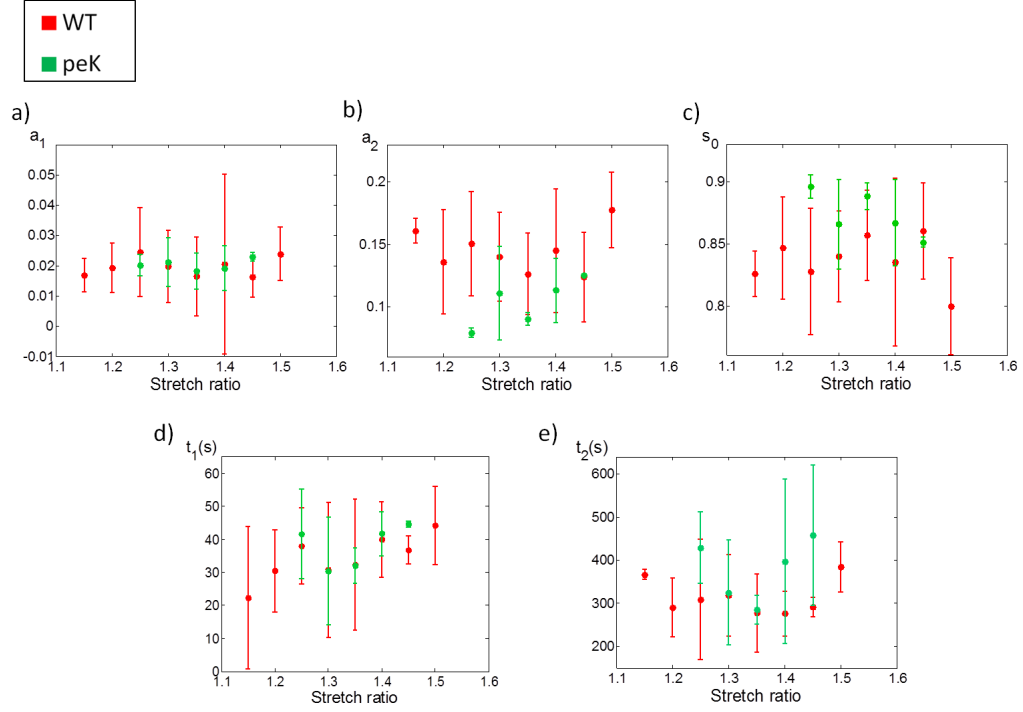 WT
peK
a)
a1
0.05
0.04
0.03
0.02
0.01
0
-0.01
1.1 1.2 1.3 1.4 1.5 1.6
Stretch ratio
b)
a2
0.2
0.15
0.1
1.1 1.2 1.3 1.4 1.5 1.6
Stretch ratio
c)
s0
0.9
0.85
0.8
1.1 1.2 1.3 1.4 1.5 1.6
Stretch ratio
d)
t1(s)
60
50
40
30
20
10
0
1.1 1.2 1.3 1.4 1.5 1.6
Stretch ratio
e)
t2(s)
600
500
400
300
200
1.1 1.2 1.3 1.4 1.5 1.6
Stretch ratio